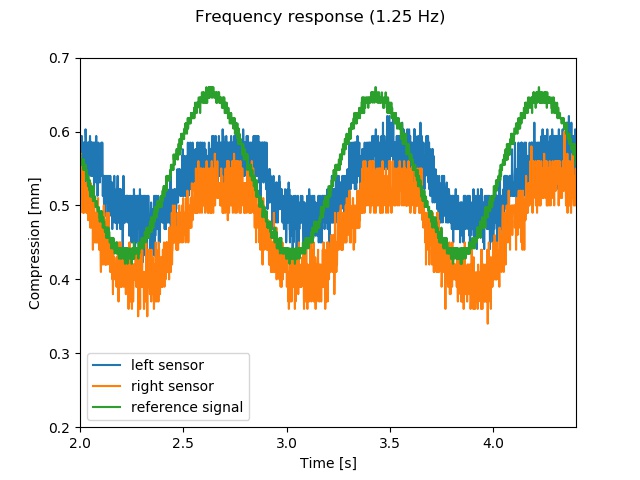 Frequency response (1.25 Hz)
0.7
0.6
0.5
0.4
0.3
0.2
Compression [mm]
left sensor
right sensor
reference signal
2.0 2.5 3.0 3.5 4.0
Time [s]